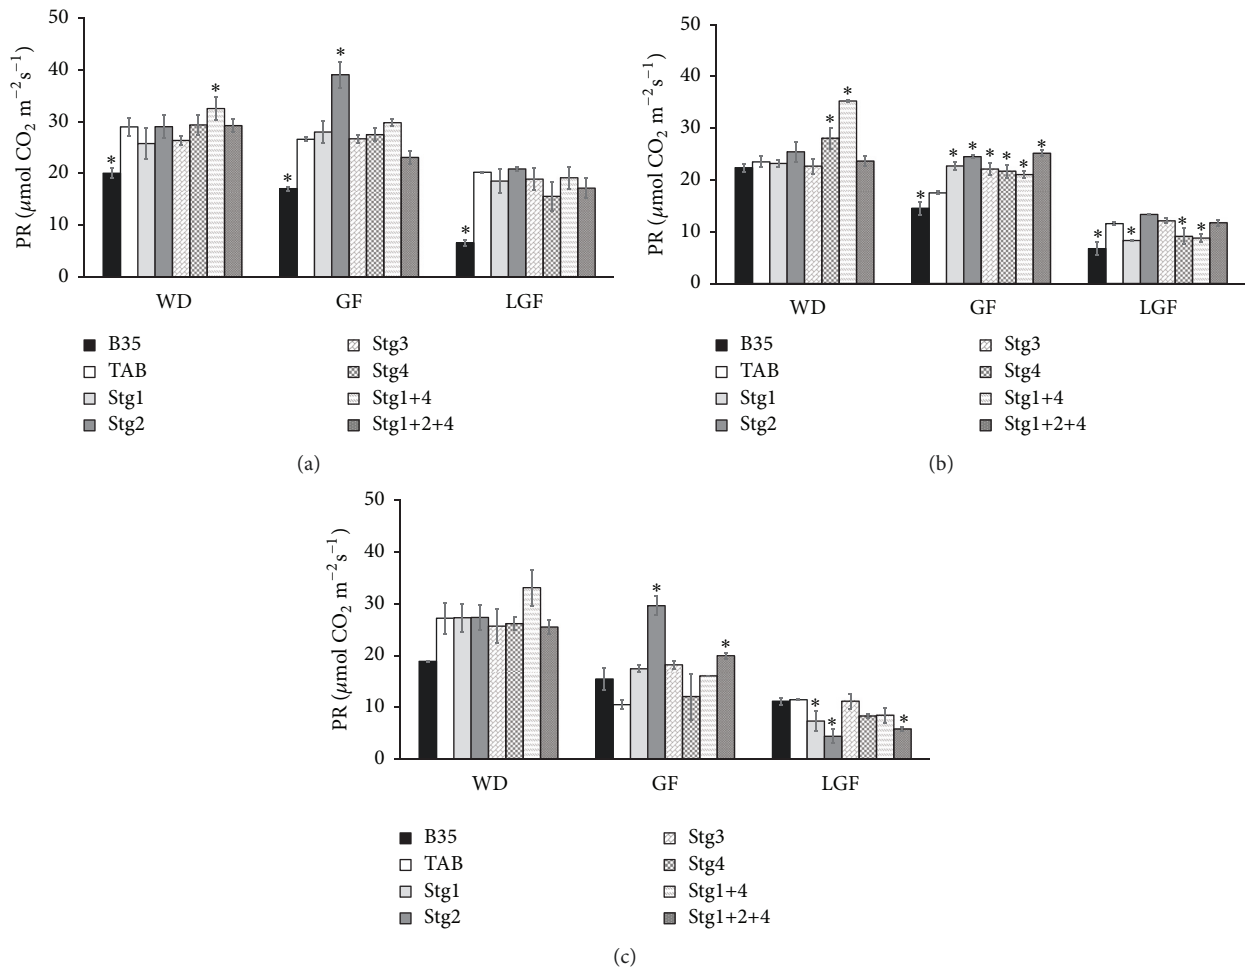 PR (μmol CO₂ m⁻²s⁻¹)
50
40
30
20
10
0
* * * * *
WD GF LGF
B35
TAB
Stg1
Stg2
Stg3
Stg4
Stg1+4
Stg1+2+4
(a)
PR (μmol CO₂ m⁻²s⁻¹)
50
40
30
20
10
0
* * * * * * * * * * * * *
WD GF LGF
B35
TAB
Stg1
Stg2
Stg3
Stg4
Stg1+4
Stg1+2+4
(b)
PR (μmol CO₂ m⁻²s⁻¹)
50
40
30
20
10
0
* * * * *
WD GF LGF
B35
TAB
Stg1
Stg2
Stg3
Stg4
Stg1+4
Stg1+2+4
(c)